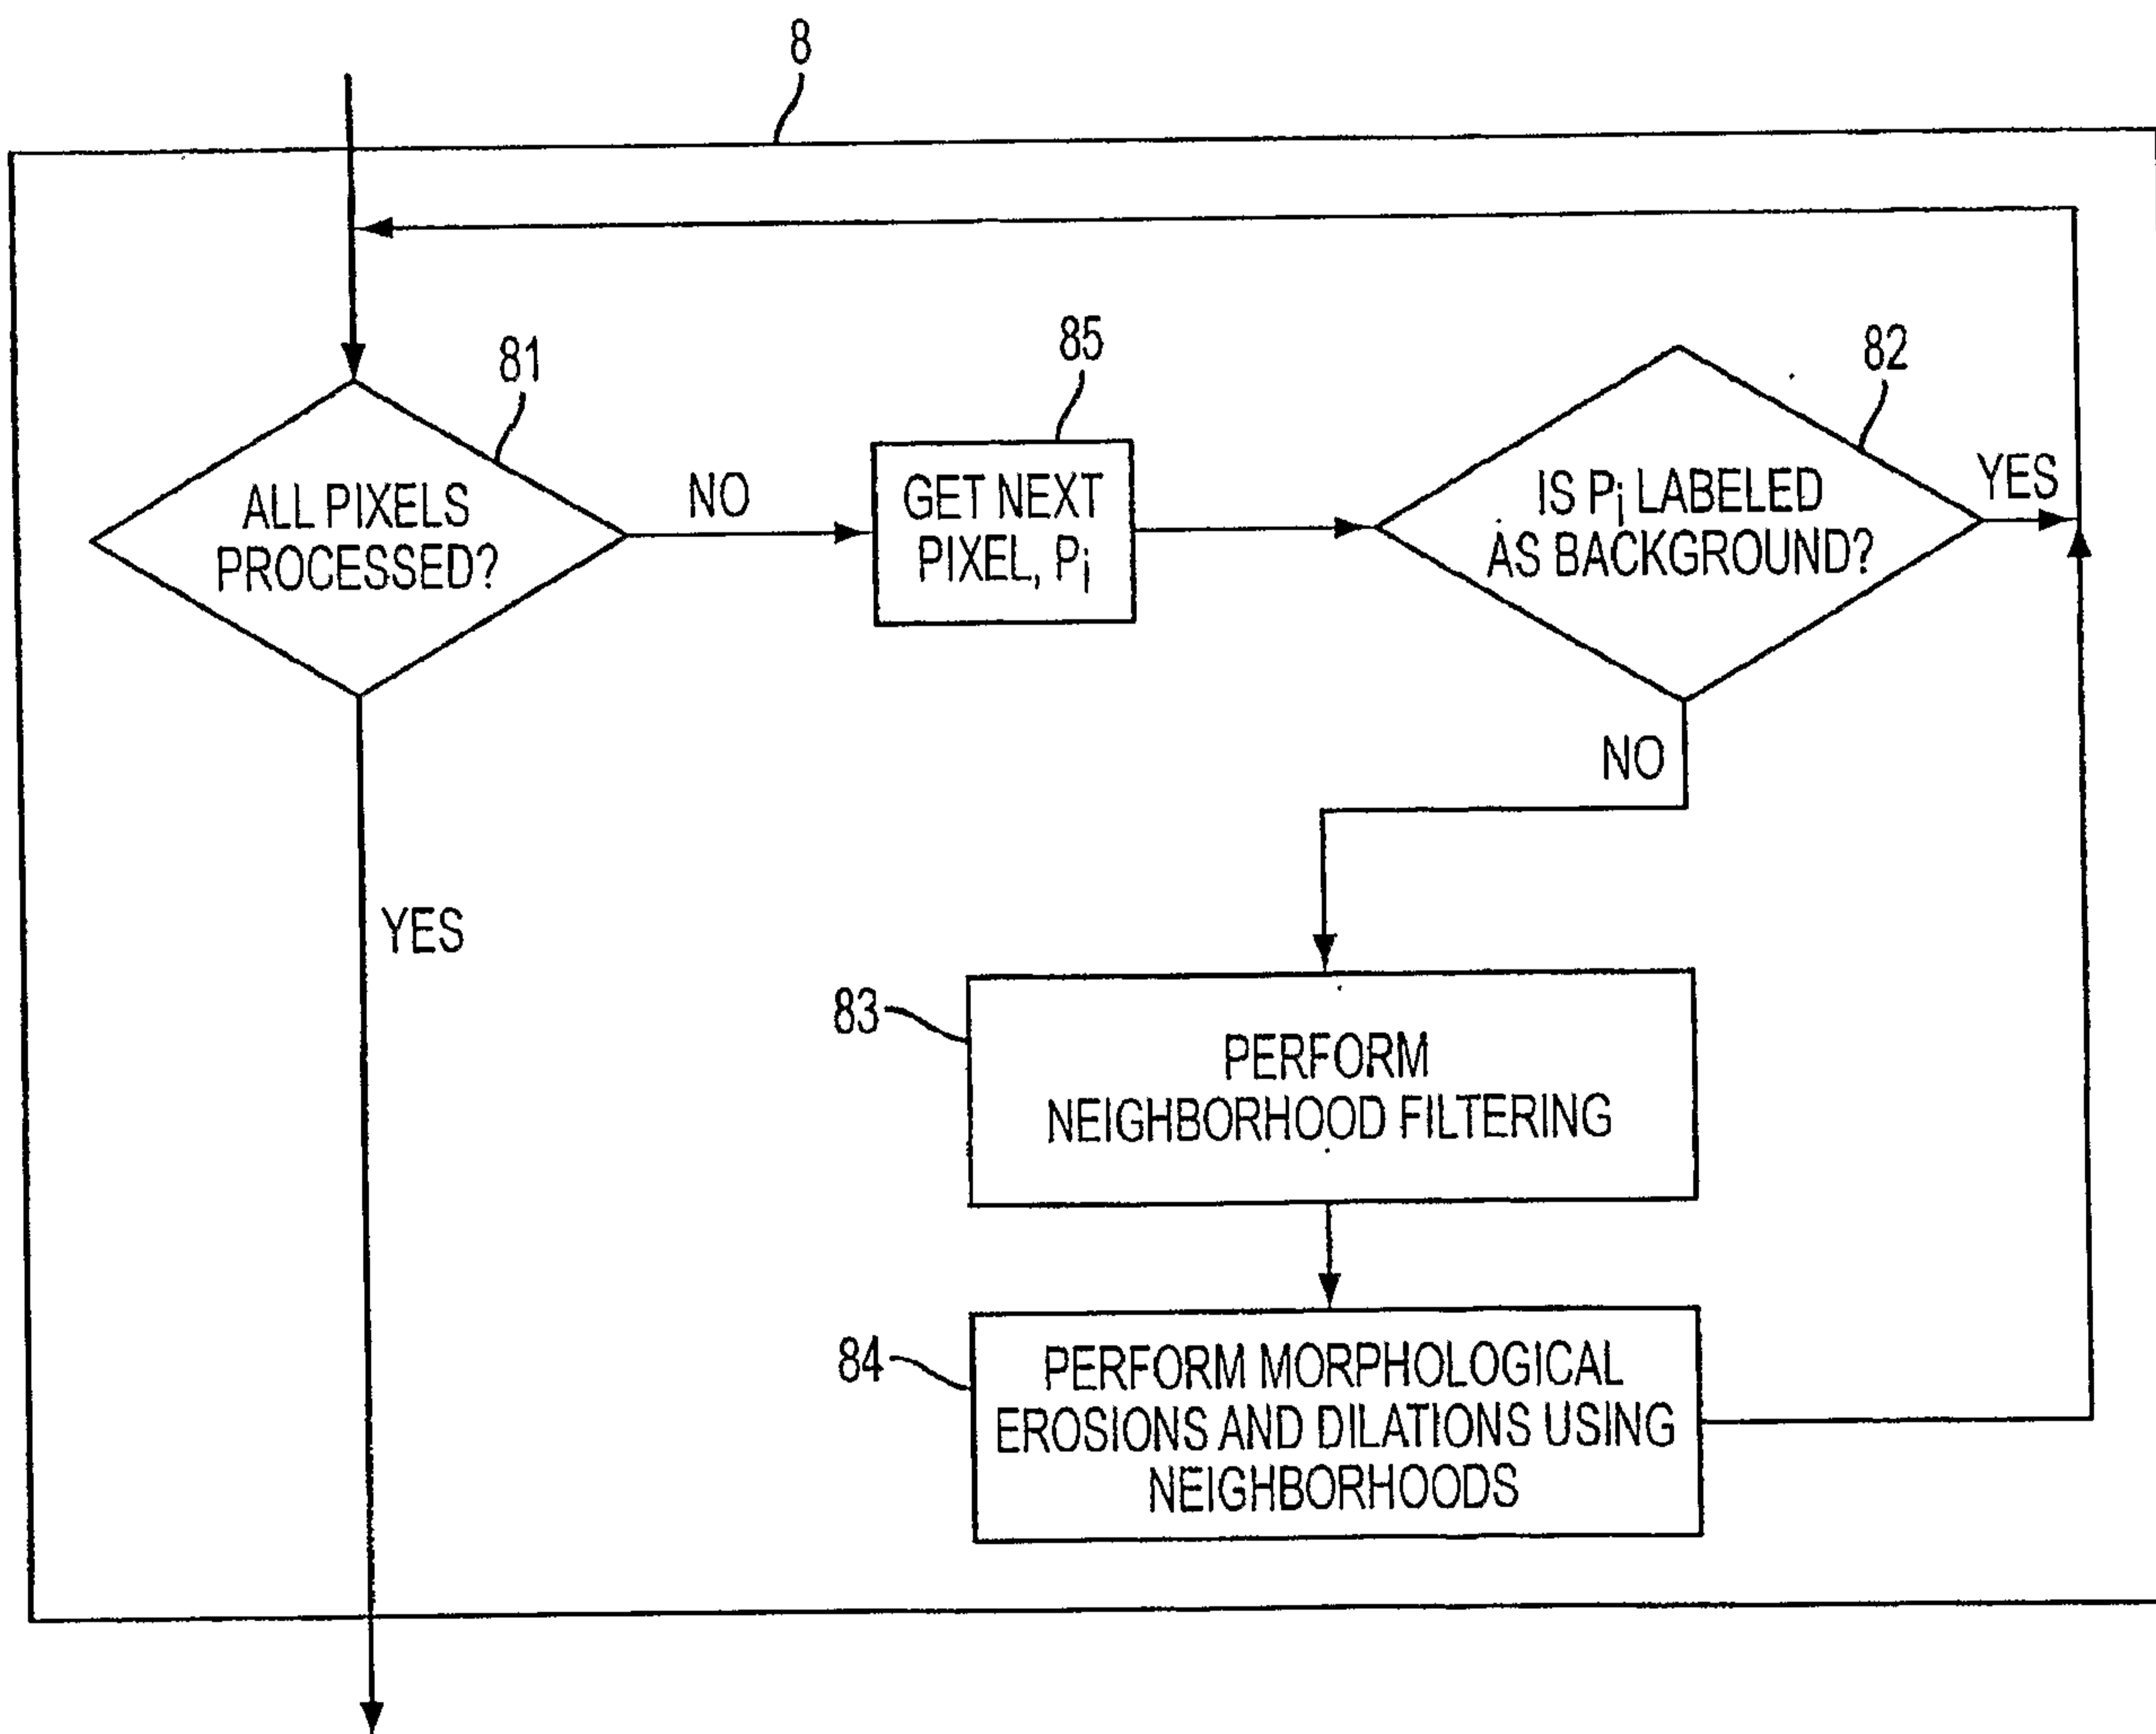 8
81
ALL PIXELS
PROCESSED?
NO
85
GET NEXT
PIXEL, Pi
82
IS Pi LABELED
AS BACKGROUND?
YES
NO
YES
83
PERFORM
NEIGHBORHOOD FILTERING
84
PERFORM MORPHOLOGICAL
EROSIONS AND DILATIONS USING
NEIGHBORHOODS